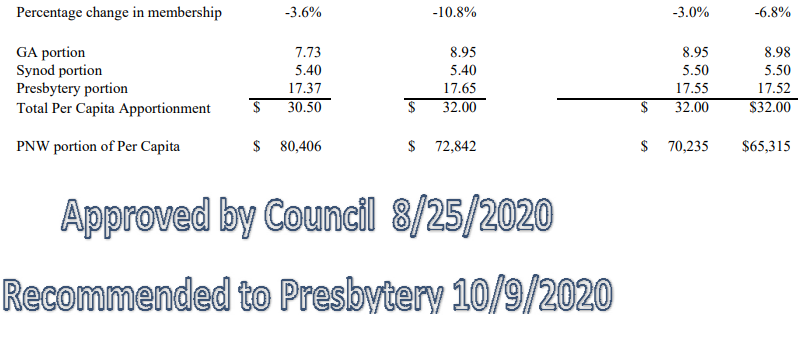 Percentage change in membership -3.6% -10.8% -3.0% -6.8%
GA portion 7.73 8.95 8.95 8.98
Synod portion 5.40 5.40 5.50 5.50
Presbytery portion 17.37 17.65 17.55 17.52
Total Per Capita Apportionment $ 30.50 $ 32.00 $ 32.00 $32.00
PNW portion of Per Capita $ 80,406 $ 72,842 $ 70,235 $65,315
Approved by Council 8/25/2020
Recommended to Presbytery 10/9/2020